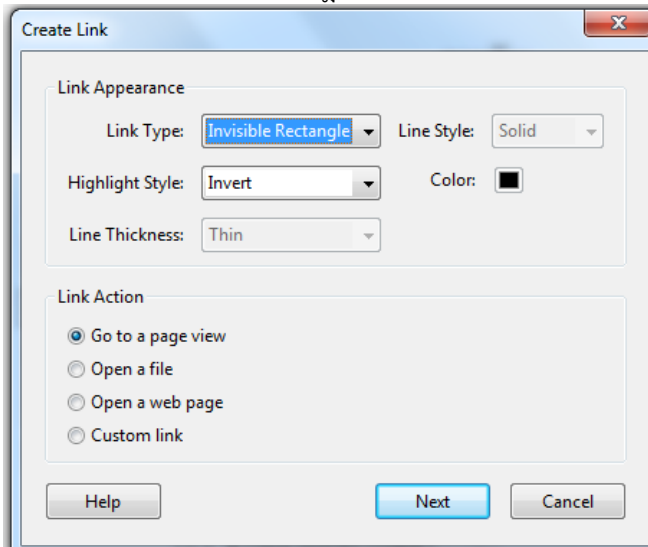 Create Link
Link Appearance
Link Type: Invisible Rectangle Line Style: Solid
Highlight Style: Invert Color:
Line Thickness: Thin
Link Action
Go to a page view
Open a file
Open a web page
Custom link
Help Next Cancel